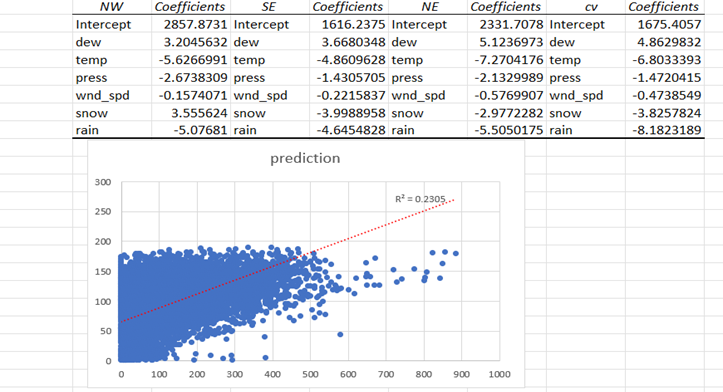 NW Coefficients SE Coefficients NE Coefficients cv Coefficients
Intercept 2857.8731 Intercept 1616.2375 Intercept 2331.7078 Intercept 1675.4057
dew 3.2045632 dew 3.6680348 dew 5.1236973 dew 4.8629832
temp -5.6266991 temp -4.8609628 temp -7.2704176 temp -6.8033393
press -2.6738309 press -1.4305705 press -2.1329989 press -1.4720415
wnd_spd -0.1574071 wnd_spd -0.2215837 wnd_spd -0.5769907 wnd_spd -0.4738549
snow 3.555624 snow -3.9988958 snow -2.9772282 snow -3.8257824
rain -5.07681 rain -4.6454828 rain -5.5050175 rain -8.1823189
prediction
300
R² = 0.2305
250
200
150
100
50
0
0 100 200 300 400 500 600 700 800 900 1000